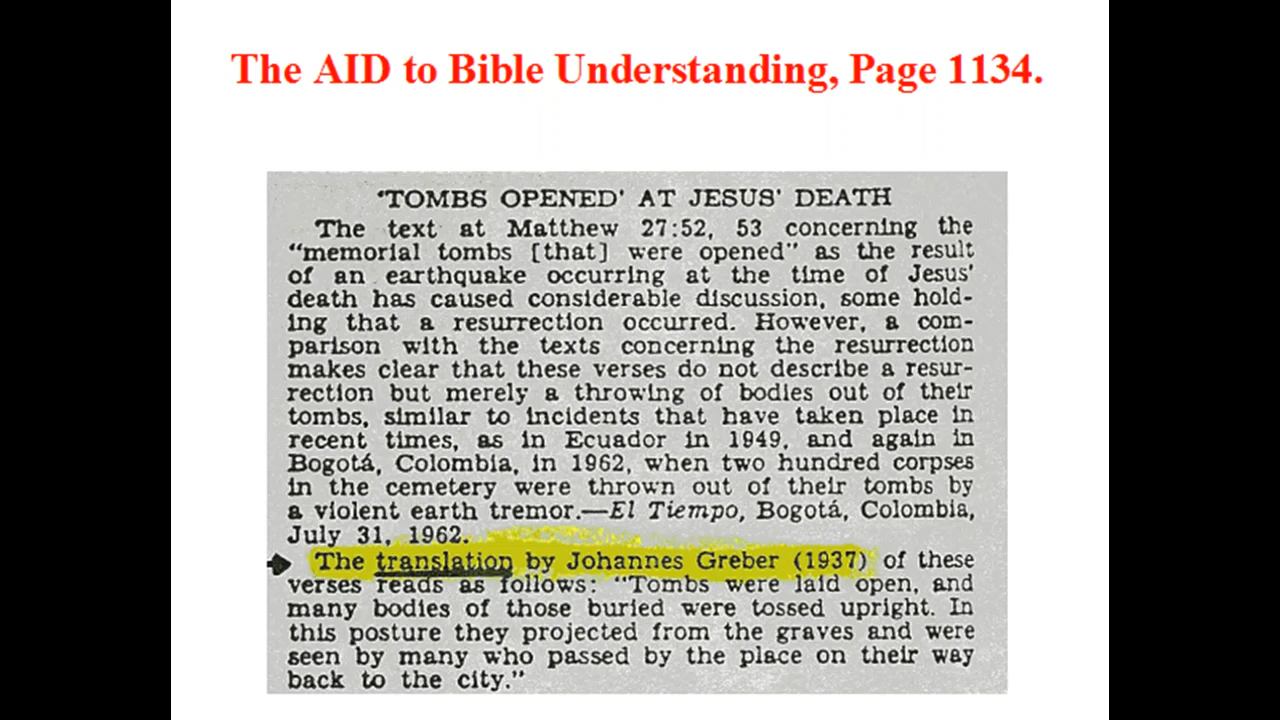 The AID to Bible Understanding, Page 1134.
‘TOMBS OPENED’ AT JESUS’ DEATH
The text at Matthew 27:52, 53 concerning the
“memorial tombs [that] were opened” as the result
of an earthquake occurring at the time of Jesus’
death has caused considerable discussion, some hold-
ing that a resurrection occurred. However, a com-
parison with the texts concerning the resurrection
makes clear that these verses do not describe a resur-
rection but merely a throwing of bodies out of their
tombs, similar to incidents that have taken place in
recent times, as in Ecuador in 1949, and again in
Bogotá, Colombia, in 1962, when two hundred corpses
in the cemetery were thrown out of their tombs by
a violent earth tremor.—El Tiempo, Bogotá, Colombia,
July 31, 1962.
The translation by Johannes Greber (1937) of these
verses reads as follows: “Tombs were laid open, and
many bodies of those buried were tossed upright. In
this posture they projected from the graves and were
seen by many who passed by the place on their way
back to the city.”